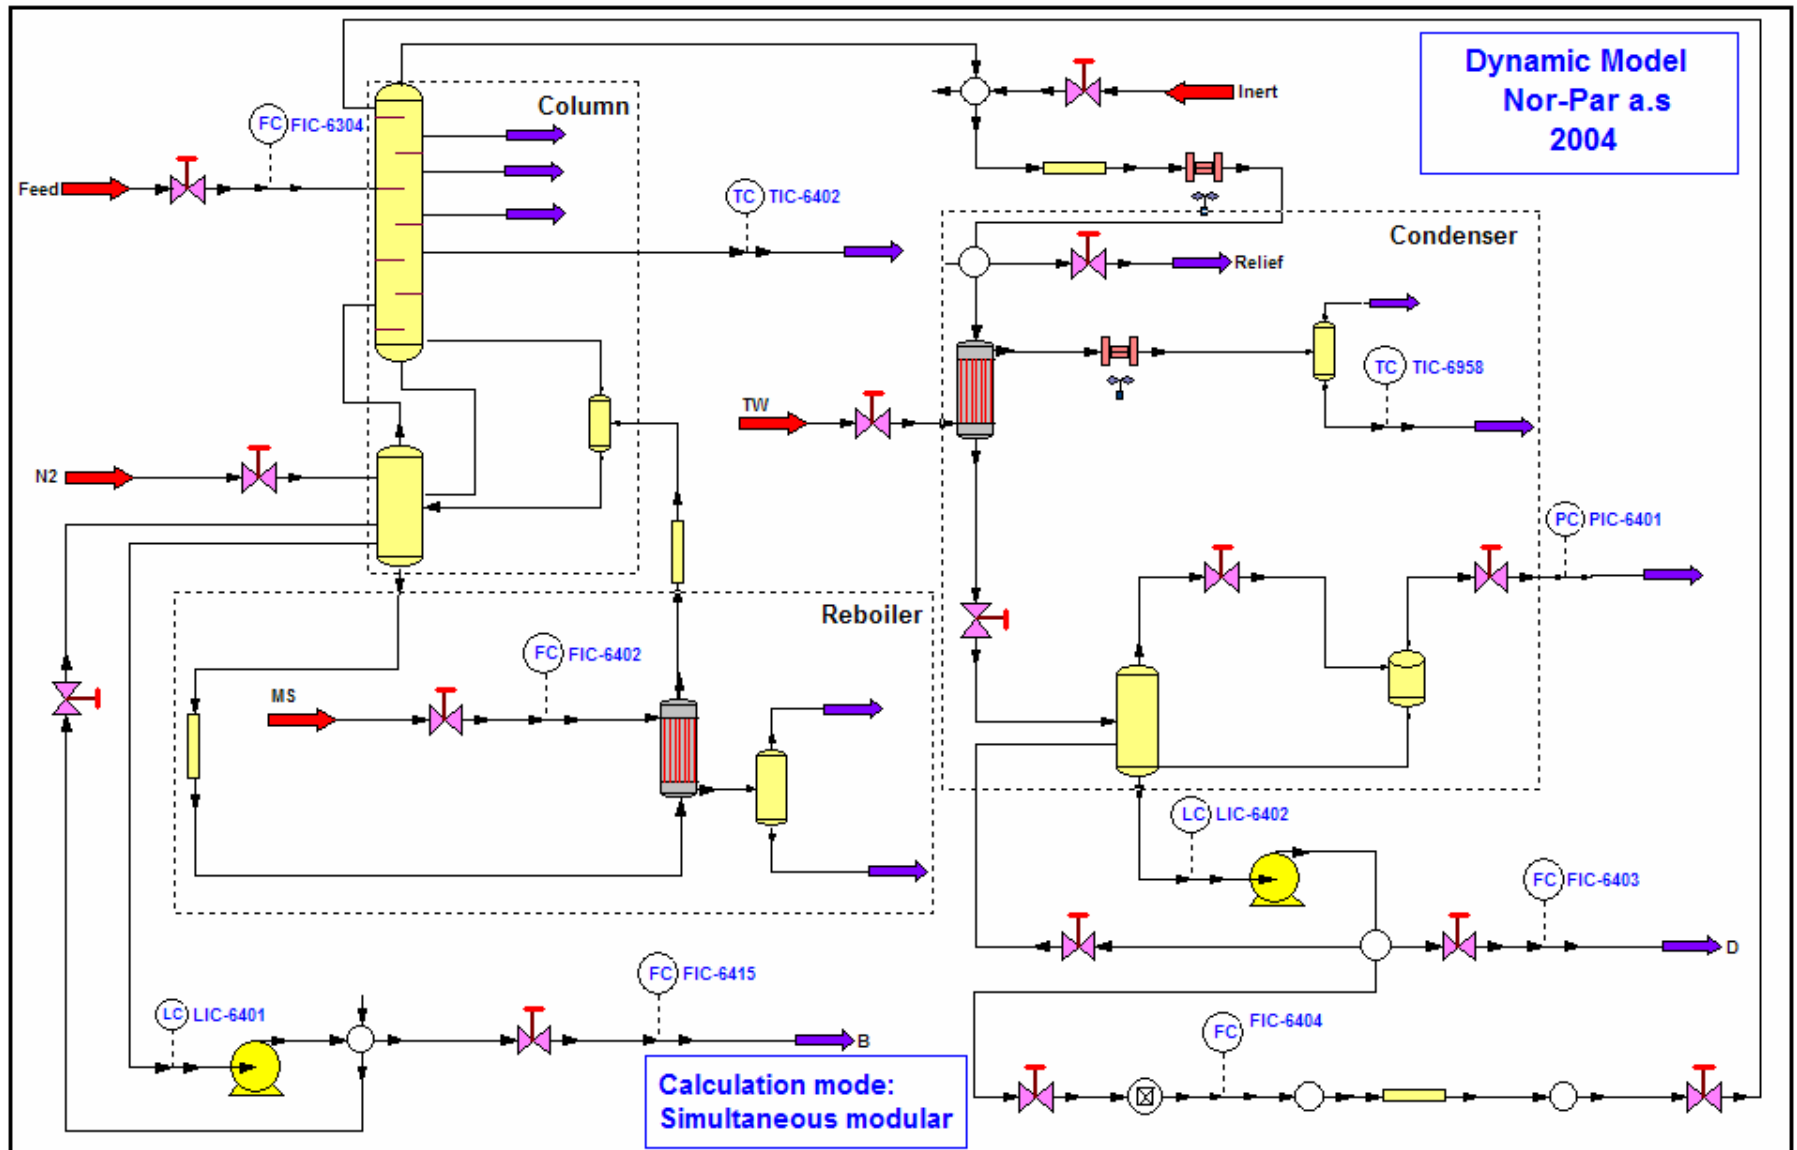 Dynamic Model
Nor-Par a.s
2004
Inert
Column
FC FIC-6304
Feed
TC TIC-6402
Condenser
Relief
TC TIC-6958
TW
N2
PC PIC-6401
Reboiler
FC FIC-6402
MS
LC LIC-6402
FC FIC-6403
D
FC FIC-6415
LC LIC-6401
FC FIC-6404
B
Calculation mode:
Simultaneous modular